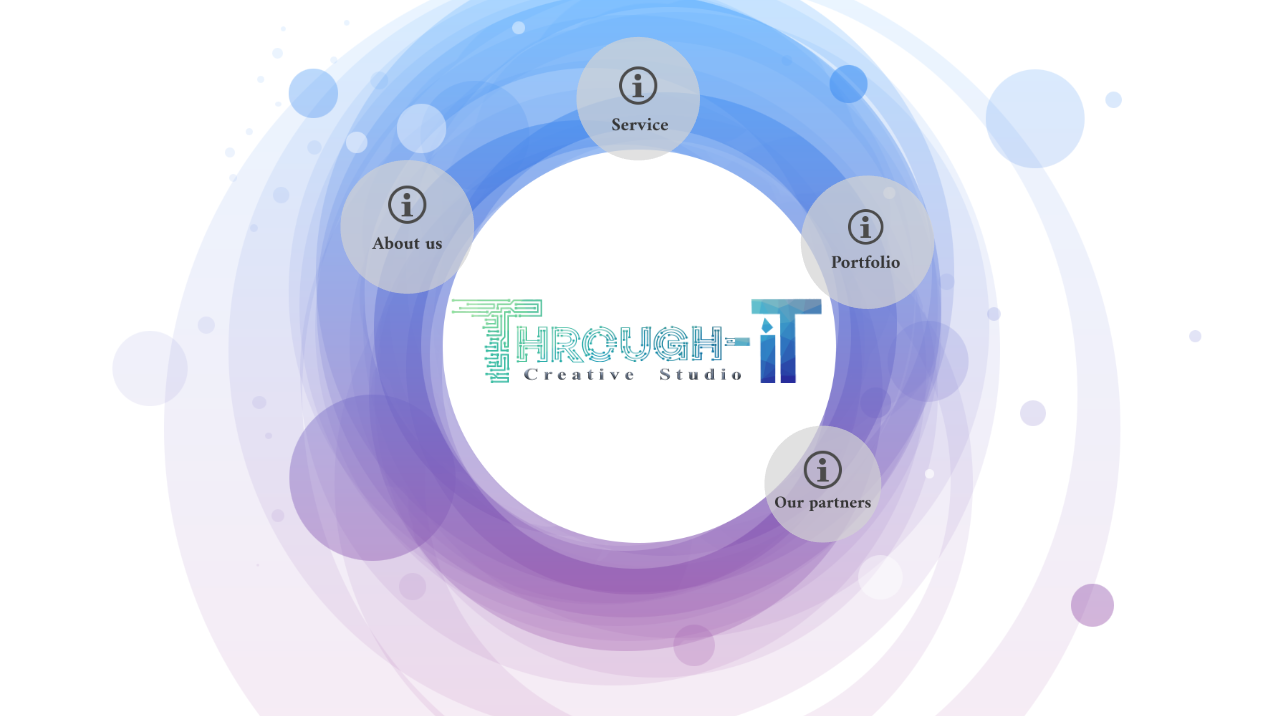 Service
About us
Portfolio
THROUGH-iT
Creative Studio
Our partners